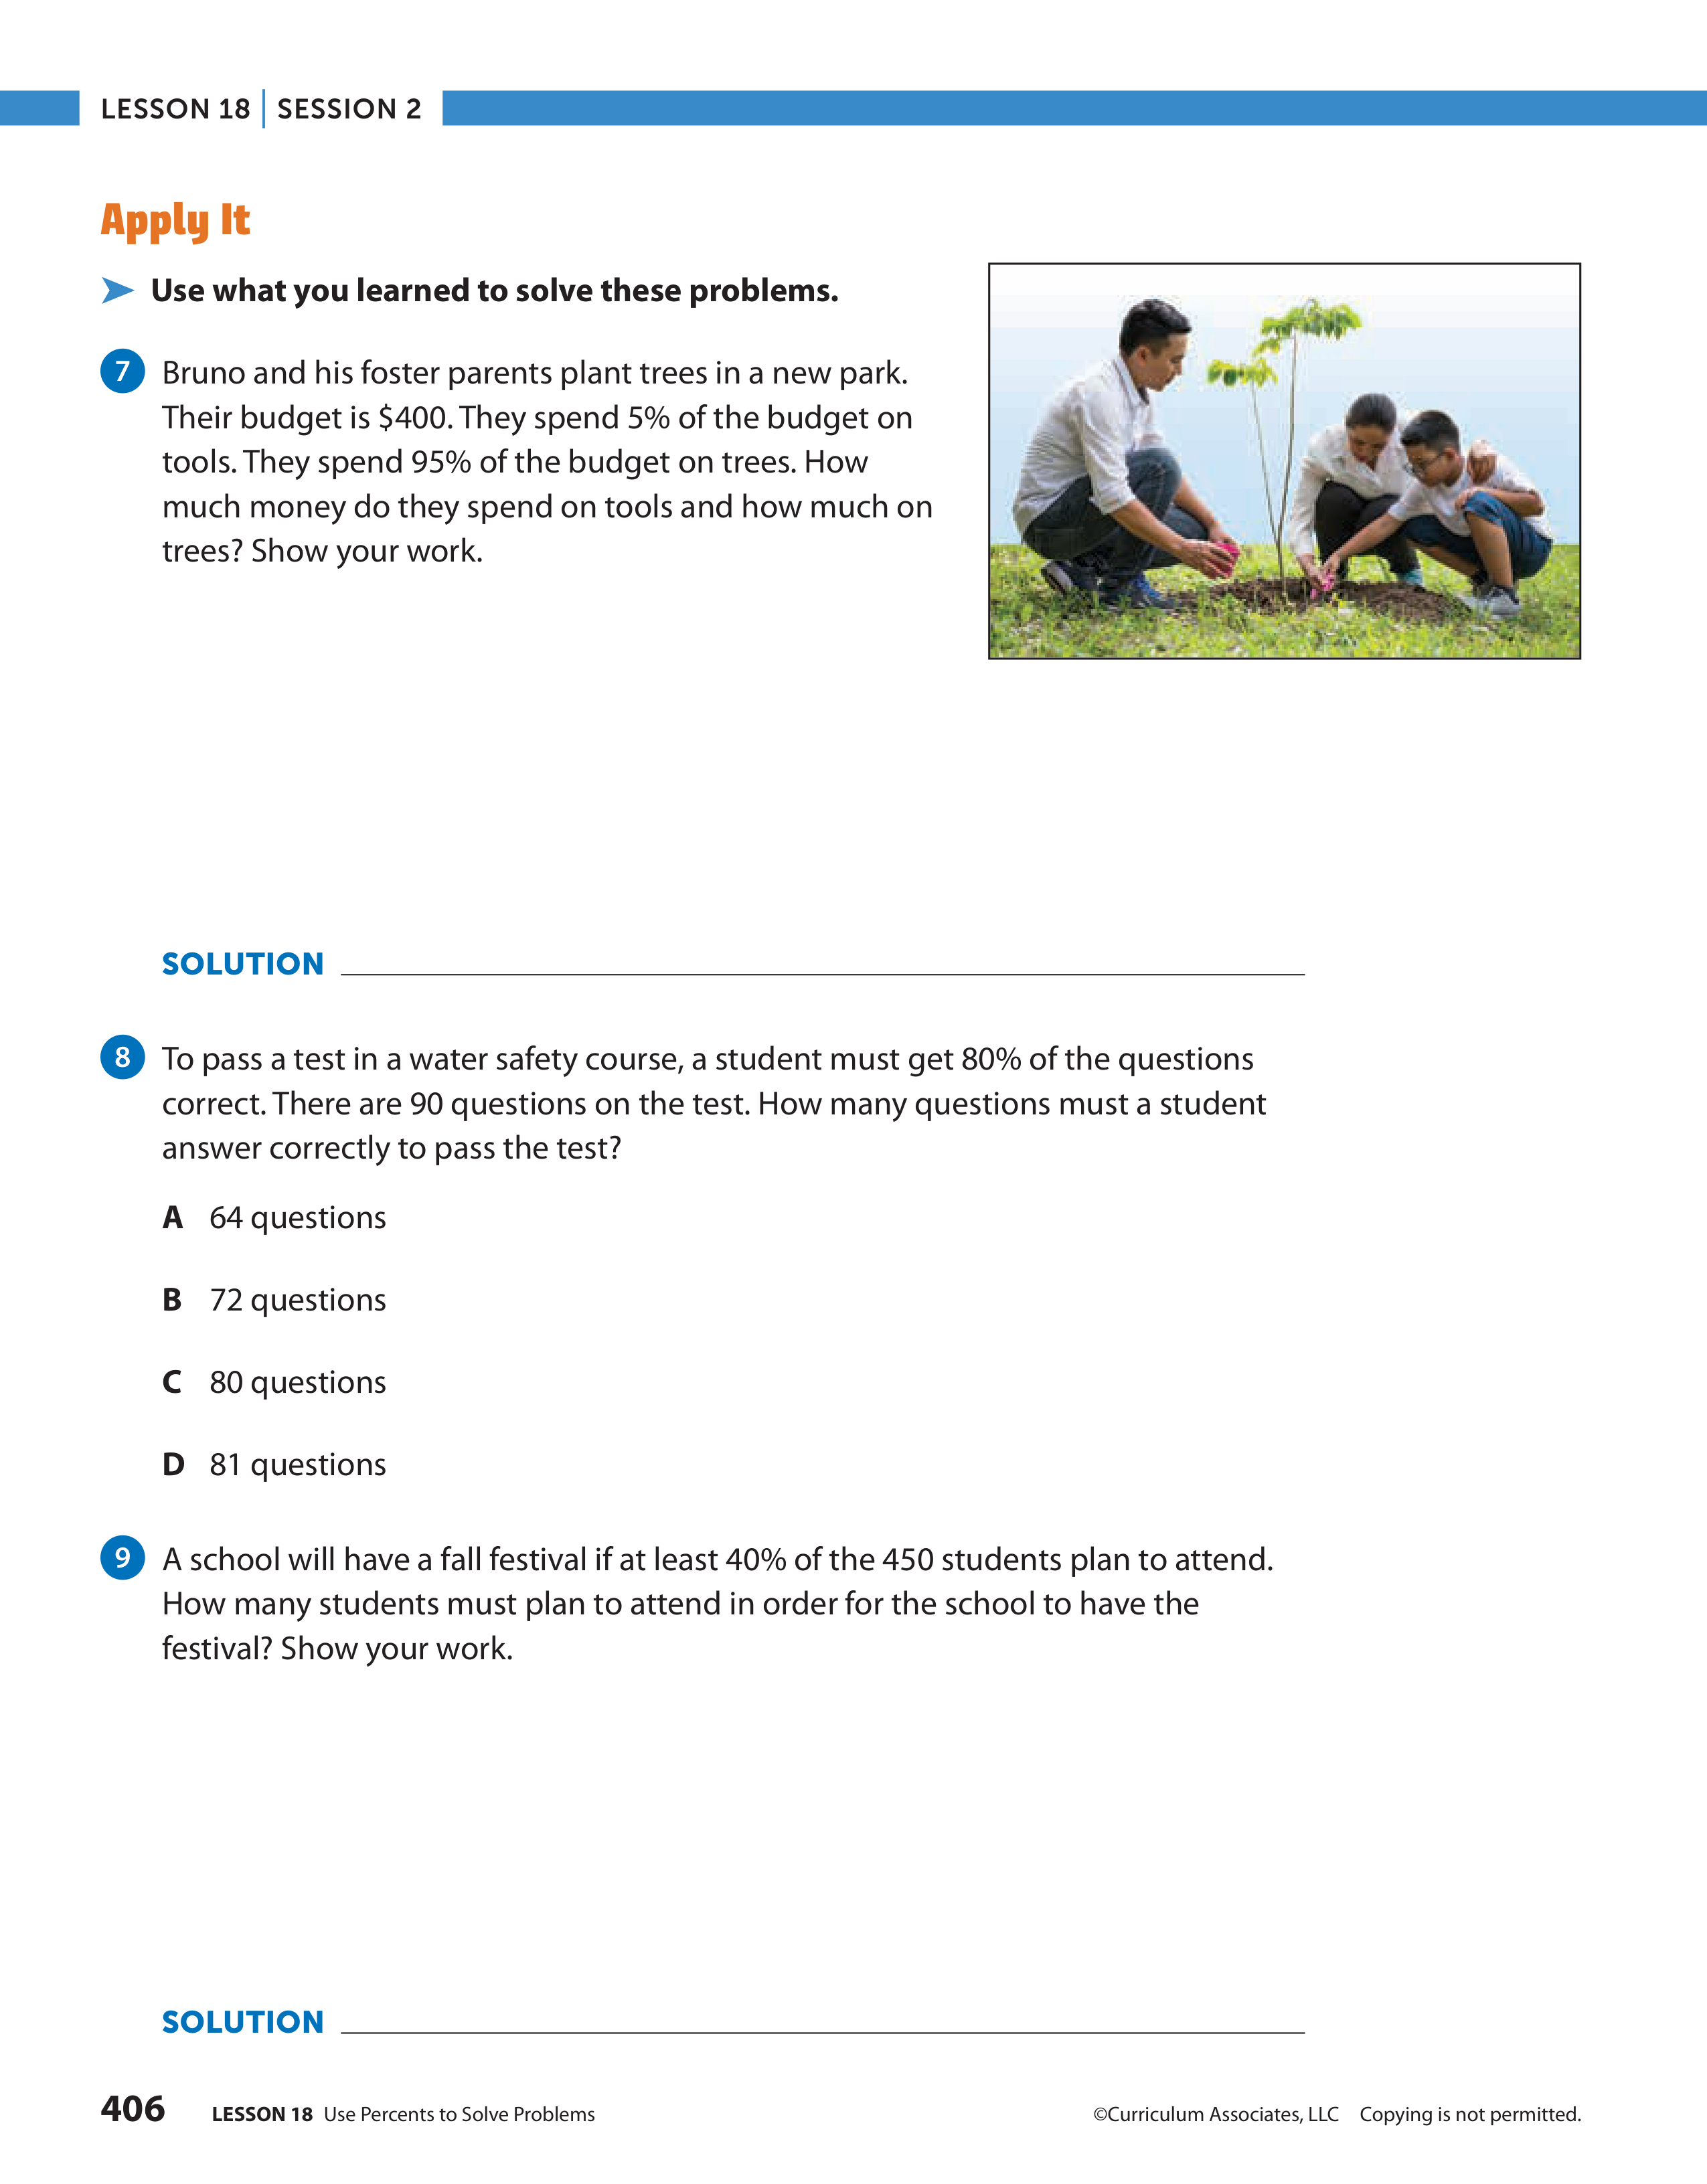 LESSON 18 | SESSION 2
Apply It
Use what you learned to solve these problems.
7 Bruno and his foster parents plant trees in a new park.
Their budget is $400. They spend 5% of the budget on
tools. They spend 95% of the budget on trees. How
much money do they spend on tools and how much on
trees? Show your work.
SOLUTION
8 To pass a test in a water safety course, a student must get 80% of the questions
correct. There are 90 questions on the test. How many questions must a student
answer correctly to pass the test?
A 64 questions
B 72 questions
C 80 questions
D 81 questions
9 A school will have a fall festival if at least 40% of the 450 students plan to attend.
How many students must plan to attend in order for the school to have the
festival? Show your work.
SOLUTION
406 LESSON 18 Use Percents to Solve Problems ©Curriculum Associates, LLC Copying is not permitted.